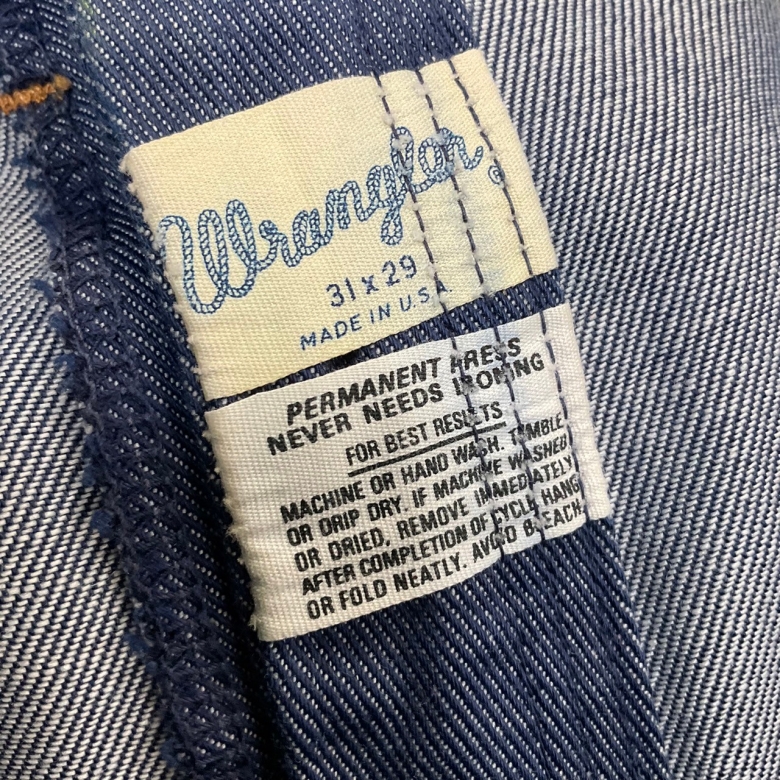 Wrangler®
31 x 29
MADE IN U.S.A.
PERMANENT PRESS
NEVER NEEDS IRONING
FOR BEST RESULTS
MACHINE OR HAND WASH. TUMBLE
OR DRIP DRY. IF MACHINE WASHED
OR DRIED, REMOVE IMMEDIATELY
AFTER COMPLETION OF CYCLE. HANG
OR FOLD NEATLY. AVOID BLEACH.